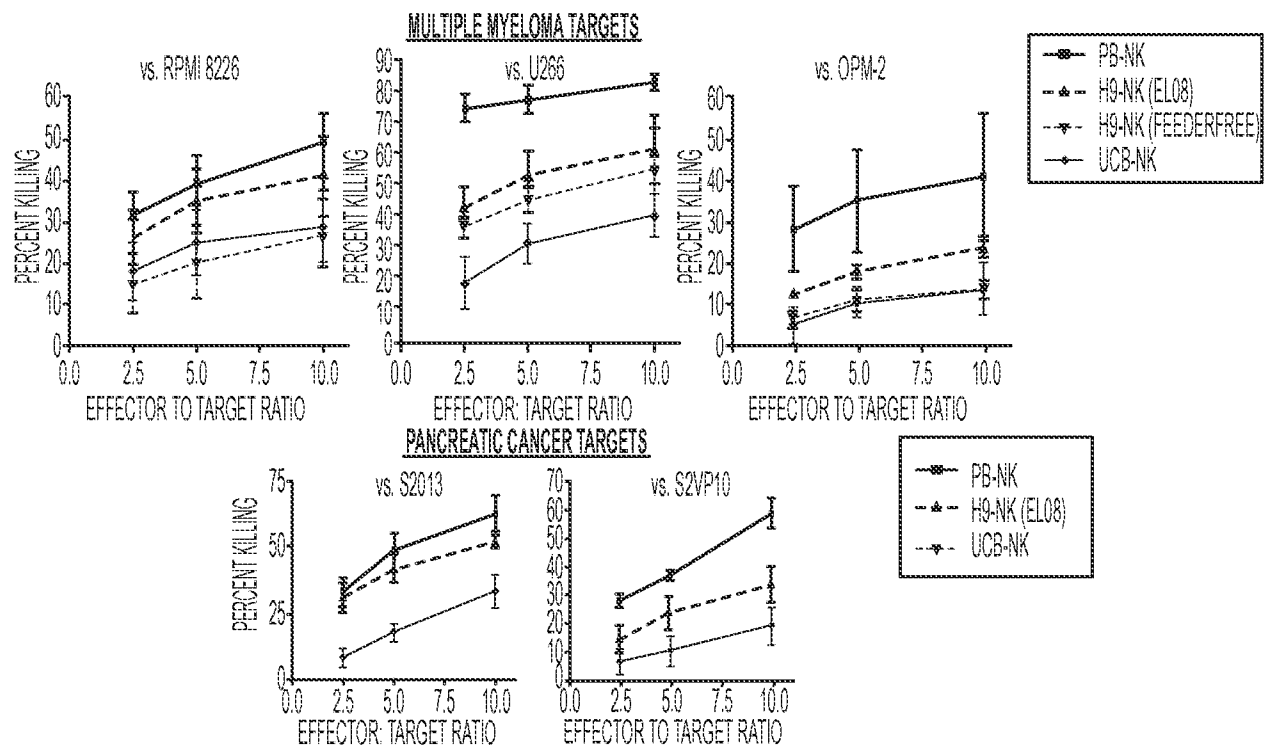 MULTIPLE MYELOMA TARGETS
vs. RPMI 8226
PERCENT KILLING
60
50
40
30
20
10
0
0.0 2.5 5.0 7.5 10.0
EFFECTOR TO TARGET RATIO
vs. U266
PERCENT KILLING
90
80
70
60
50
40
30
20
10
0
0.0 2.5 5.0 7.5 10.0
EFFECTOR: TARGET RATIO
vs. OPM-2
PERCENT KILLING
60
50
40
30
20
10
0
0.0 2.5 5.0 7.5 10.0
EFFECTOR TO TARGET RATIO
PB-NK
H9-NK (EL08)
H9-NK (FEEDERFREE)
UCB-NK
PANCREATIC CANCER TARGETS
vs. S2013
PERCENT KILLING
75
50
25
0
0.0 2.5 5.0 7.5 10.0
EFFECTOR: TARGET RATIO
vs. S2VP10
PERCENT KILLING
70
60
50
40
30
20
10
0
0.0 2.5 5.0 7.5 10.0
EFFECTOR TO TARGET RATIO
PB-NK
H9-NK (EL08)
UCB-NK